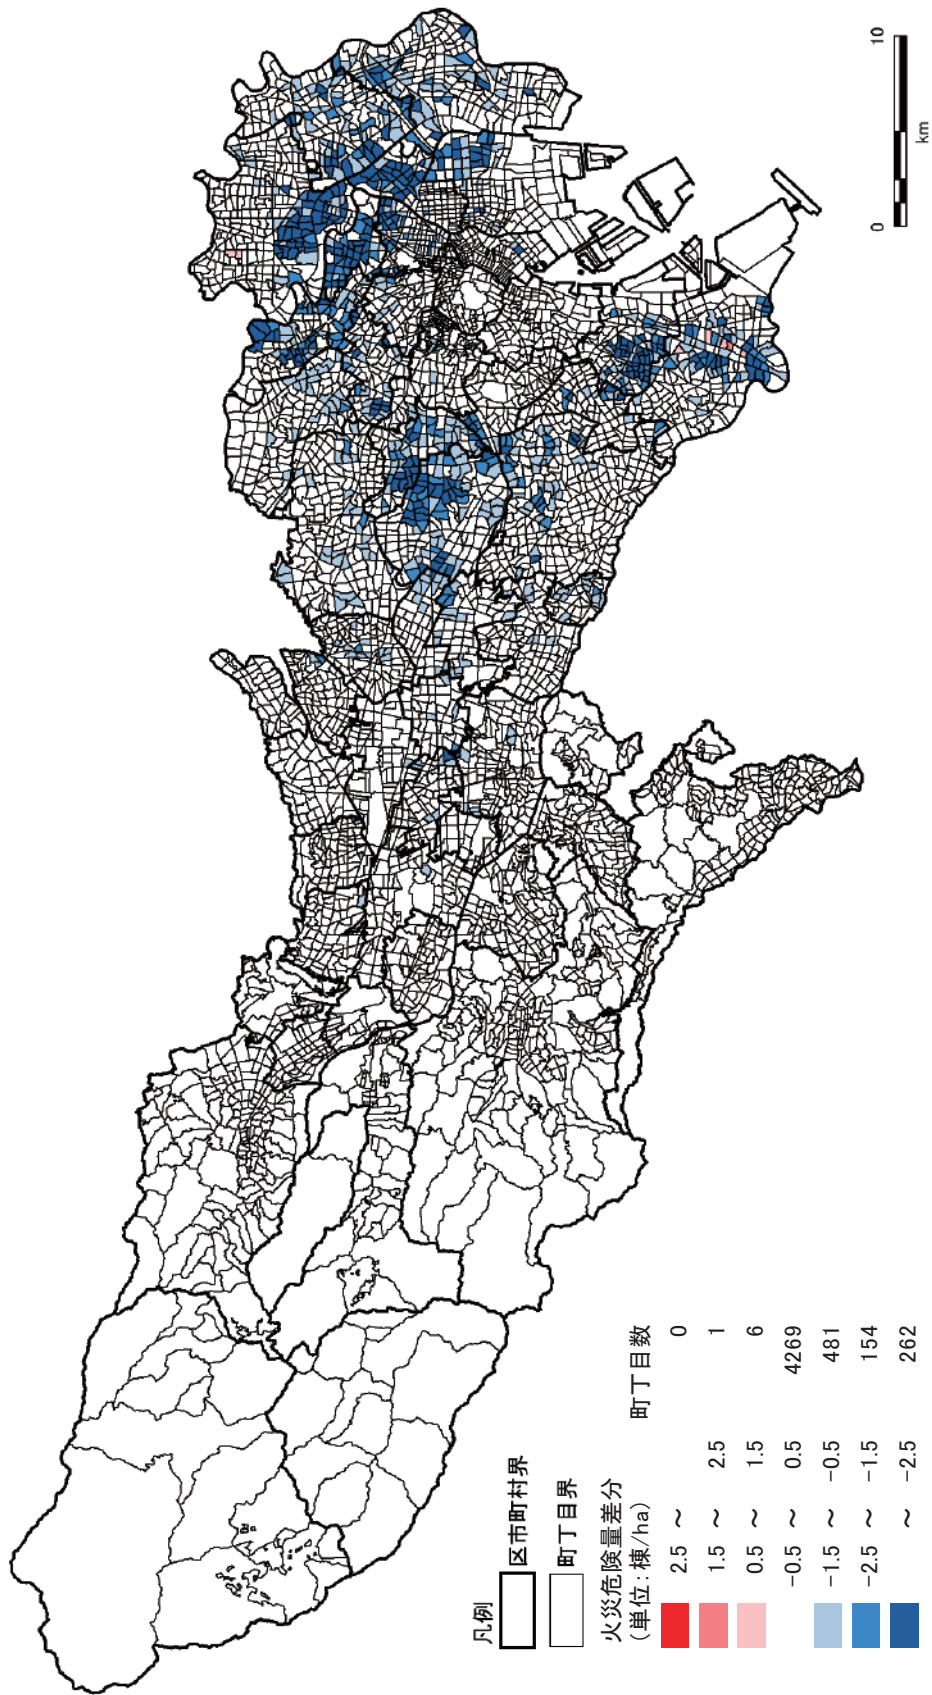 凡例
区市町村界
町丁目界
火災危険量差分
(単位:棟/ha) 町丁目数
2.5 ~ 0
1.5 ~ 2.5 1
0.5 ~ 1.5 6
-0.5 ~ 0.5 4269
-1.5 ~ -0.5 481
-2.5 ~ -1.5 154
~ -2.5 262
0 10
km